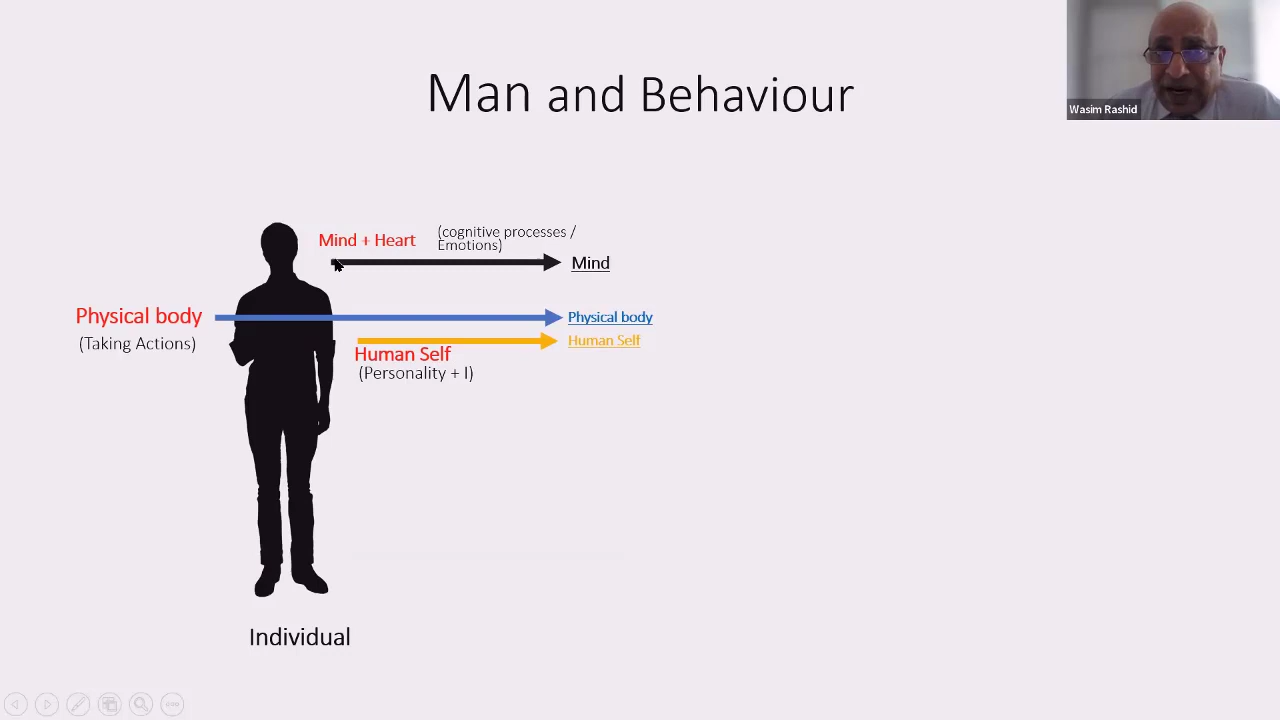 Man and Behaviour
Wasim Rashid
Mind + Heart
(cognitive processes /
Emotions)
Mind
Physical body
(Taking Actions)
Physical body
Human Self
Human Self
(Personality + I)
Individual